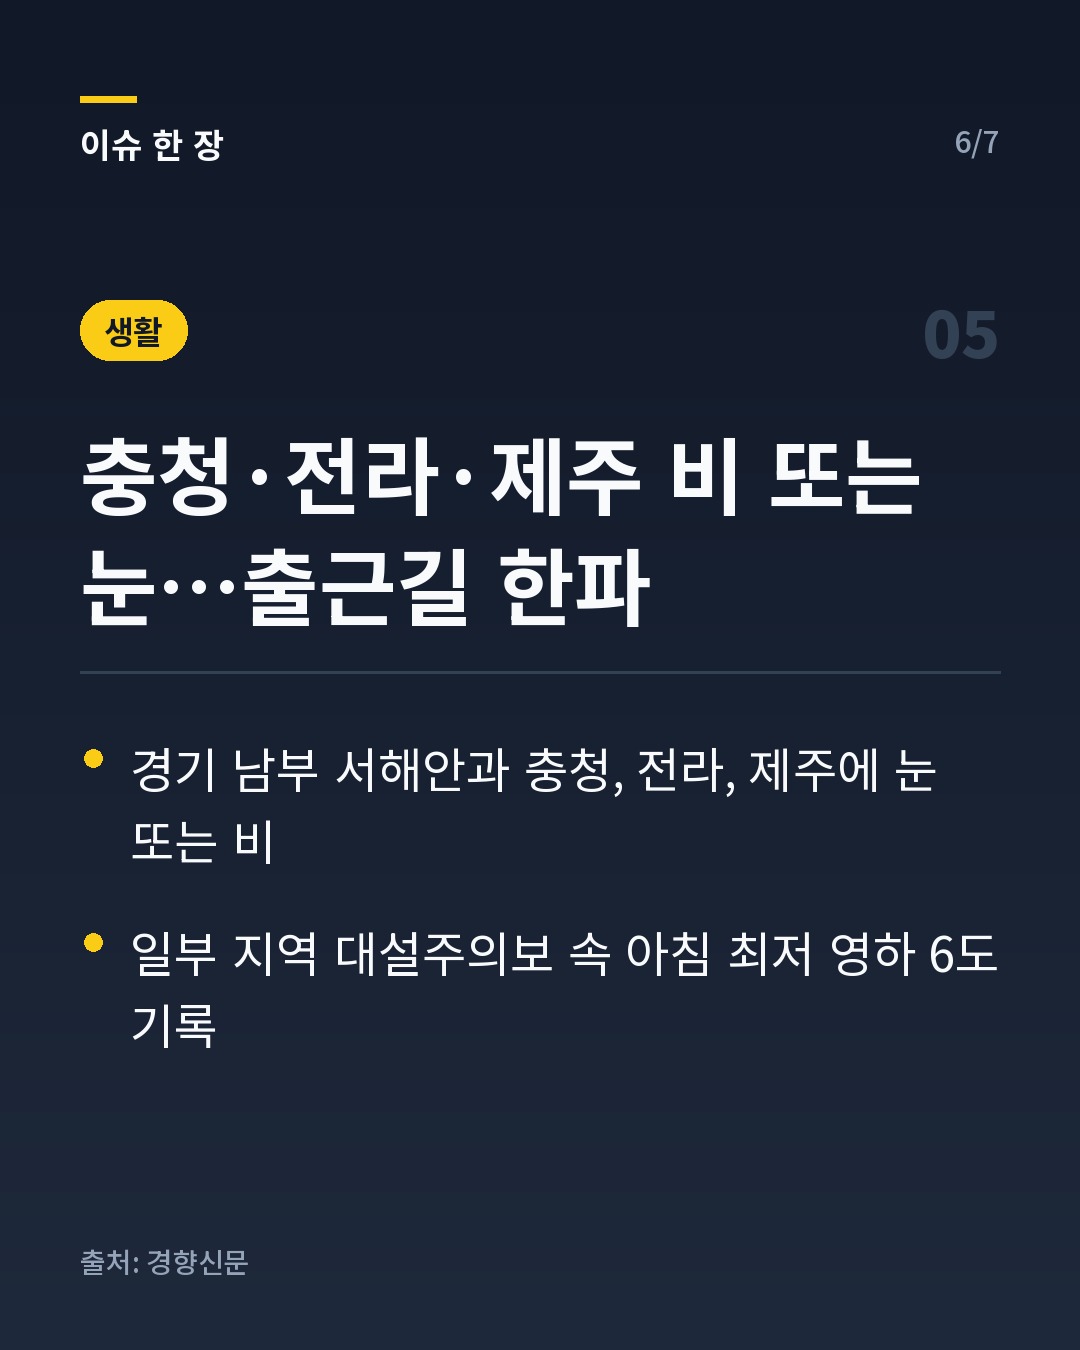 이슈 한 장
6/7
생활
05
충청·전라·제주 비 또는
눈…출근길 한파
경기 남부 서해안과 충청, 전라, 제주에 눈
또는 비
일부 지역 대설주의보 속 아침 최저 영하 6도
기록
출처: 경향신문